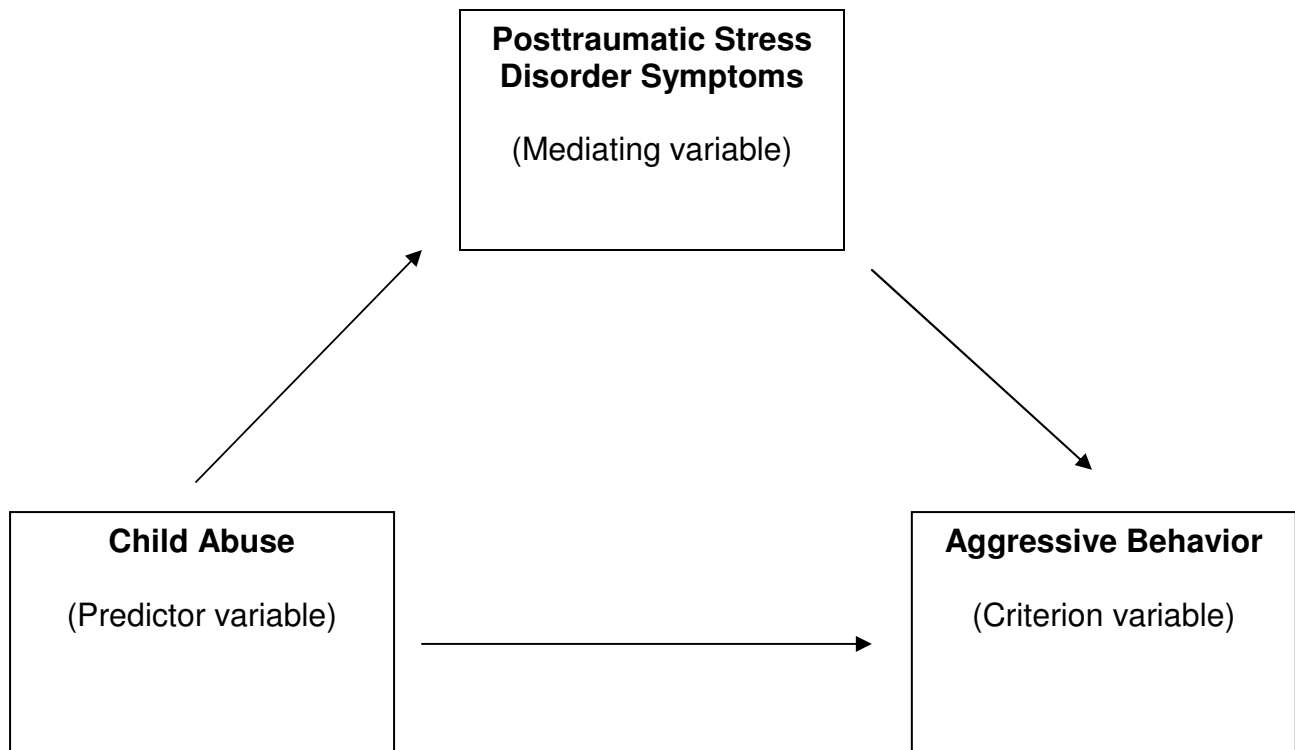 Posttraumatic Stress
Disorder Symptoms
(Mediating variable)
Child Abuse
(Predictor variable)
Aggressive Behavior
(Criterion variable)